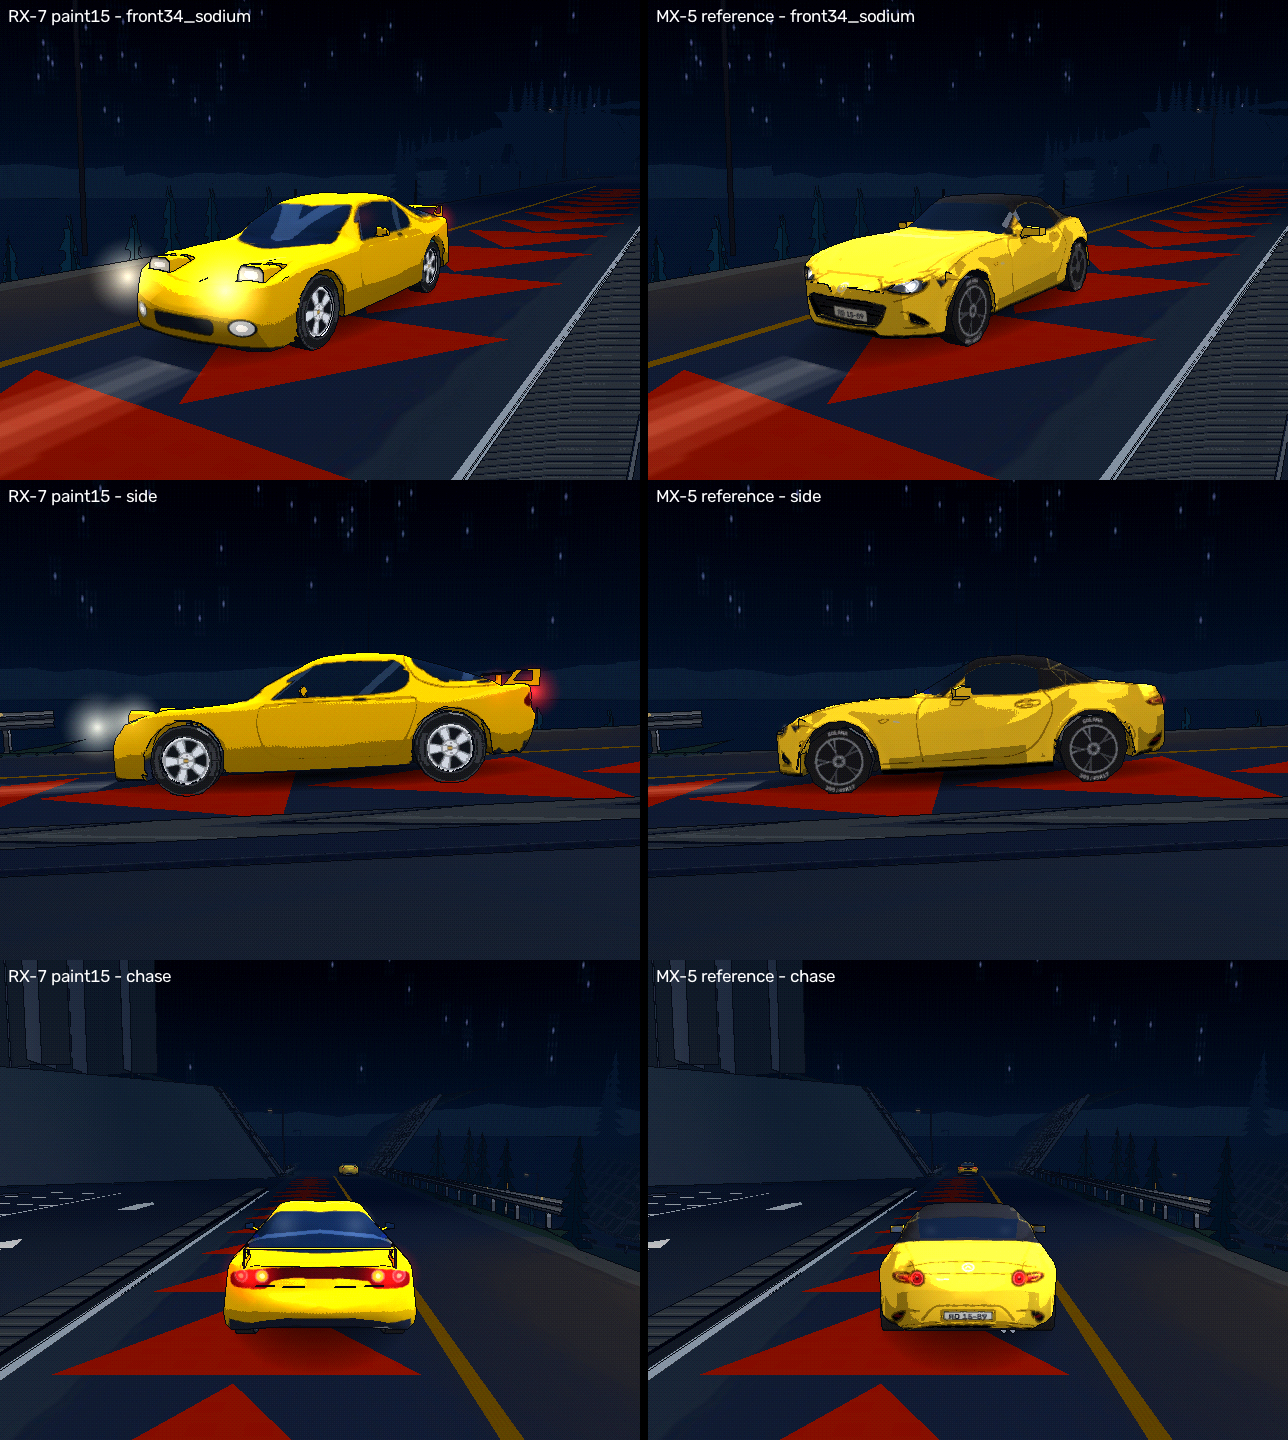 RX-7 paint15 - front34_sodium
MX-5 reference - front34_sodium
RX-7 paint15 - side
MX-5 reference - side
RX-7 paint15 - chase
MX-5 reference - chase